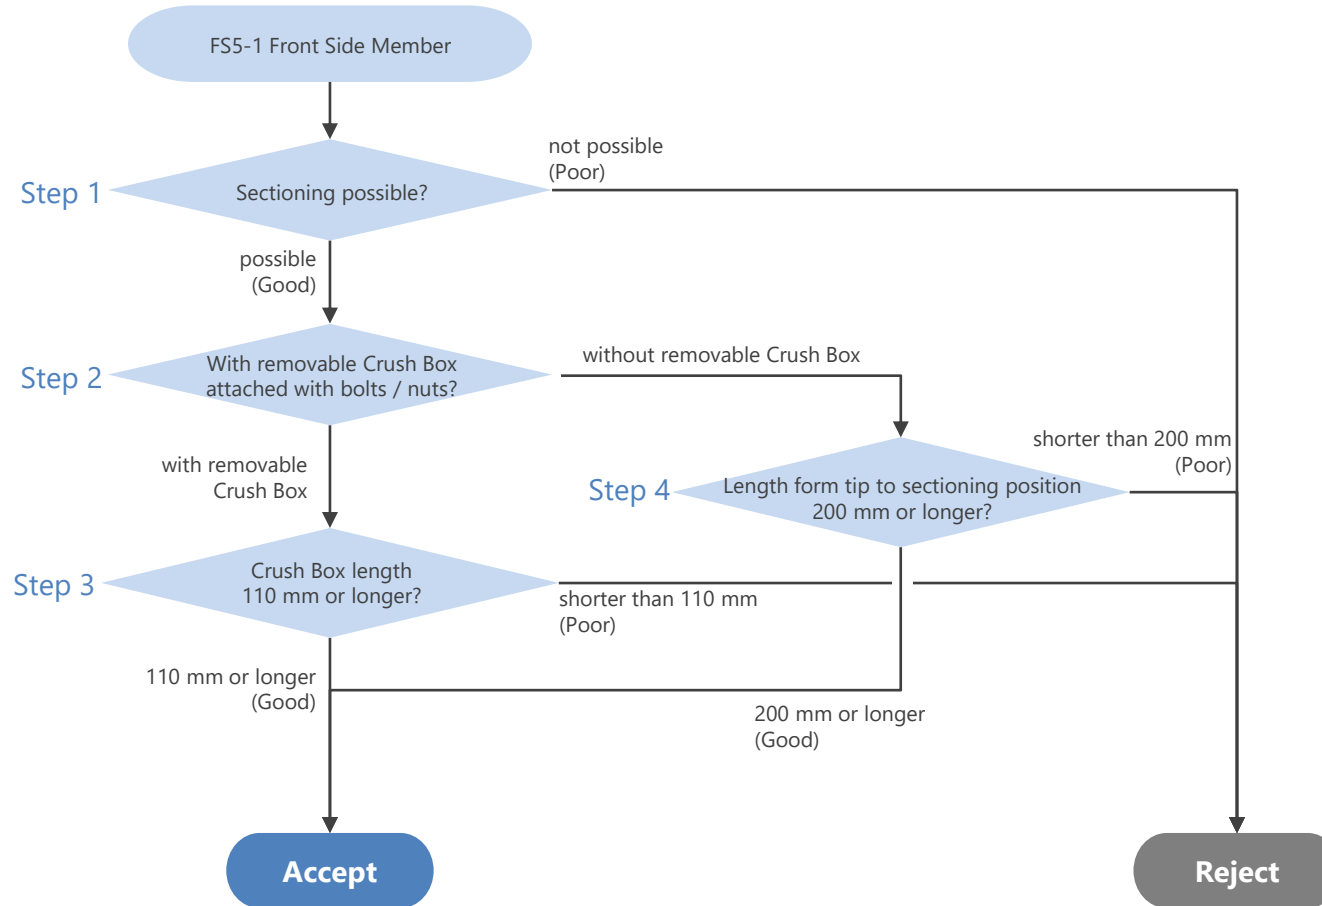 FS5-1 Front Side Member
Step 1
Sectioning possible?
not possible
(Poor)
possible
(Good)
Step 2
With removable Crush Box
attached with bolts / nuts?
without removable Crush Box
with removable
Crush Box
Step 4
Length form tip to sectioning position
200 mm or longer?
shorter than 200 mm
(Poor)
Step 3
Crush Box length
110 mm or longer?
shorter than 110 mm
(Poor)
110 mm or longer
(Good)
200 mm or longer
(Good)
Accept
Reject